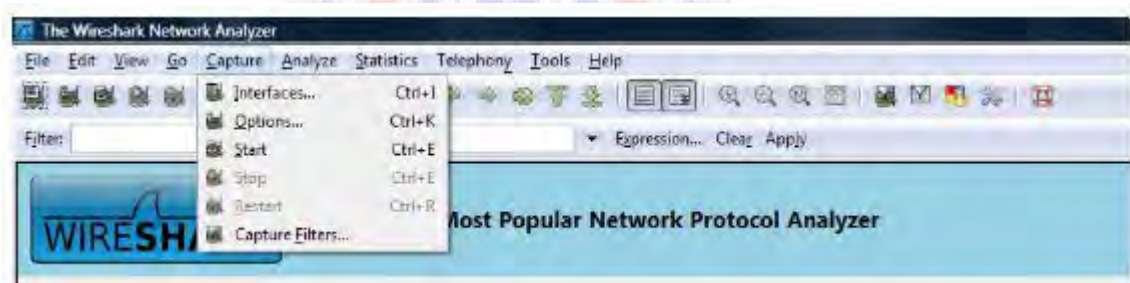 The Wireshark Network Analyzer
File Edit View Go Capture Analyze Statistics Telephony Tools Help
Interfaces... Ctrl+I
Options... Ctrl+K
Start Ctrl+E
Stop Ctrl+E
Restart Ctrl+R
Capture Filters...
Filter: Expression... Clear Apply
WIRESH
Most Popular Network Protocol Analyzer